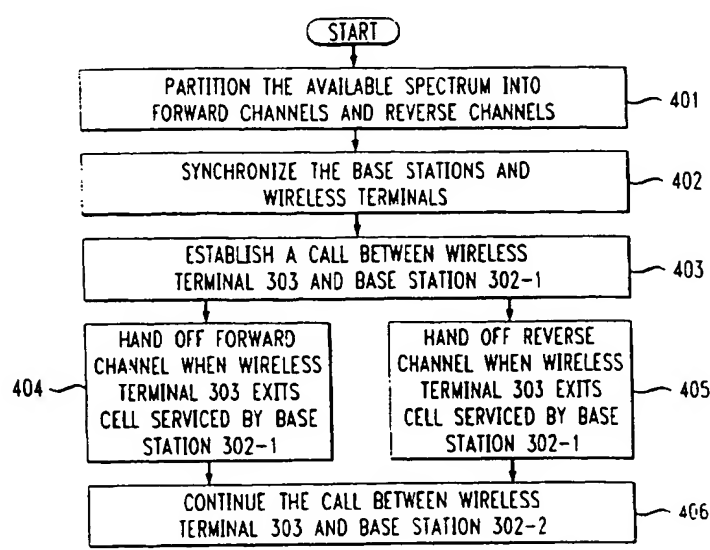 START
PARTITION THE AVAILABLE SPECTRUM INTO
FORWARD CHANNELS AND REVERSE CHANNELS
401
SYNCHRONIZE THE BASE STATIONS AND
WIRELESS TERMINALS
402
ESTABLISH A CALL BETWEEN WIRELESS
TERMINAL 303 AND BASE STATION 302-1
403
HAND OFF FORWARD
CHANNEL WHEN WIRELESS
TERMINAL 303 EXITS
CELL SERVICED BY BASE
STATION 302-1
404
HAND OFF REVERSE
CHANNEL WHEN WIRELESS
TERMINAL 303 EXITS
CELL SERVICED BY BASE
STATION 302-1
405
CONTINUE THE CALL BETWEEN WIRELESS
TERMINAL 303 AND BASE STATION 302-2
406